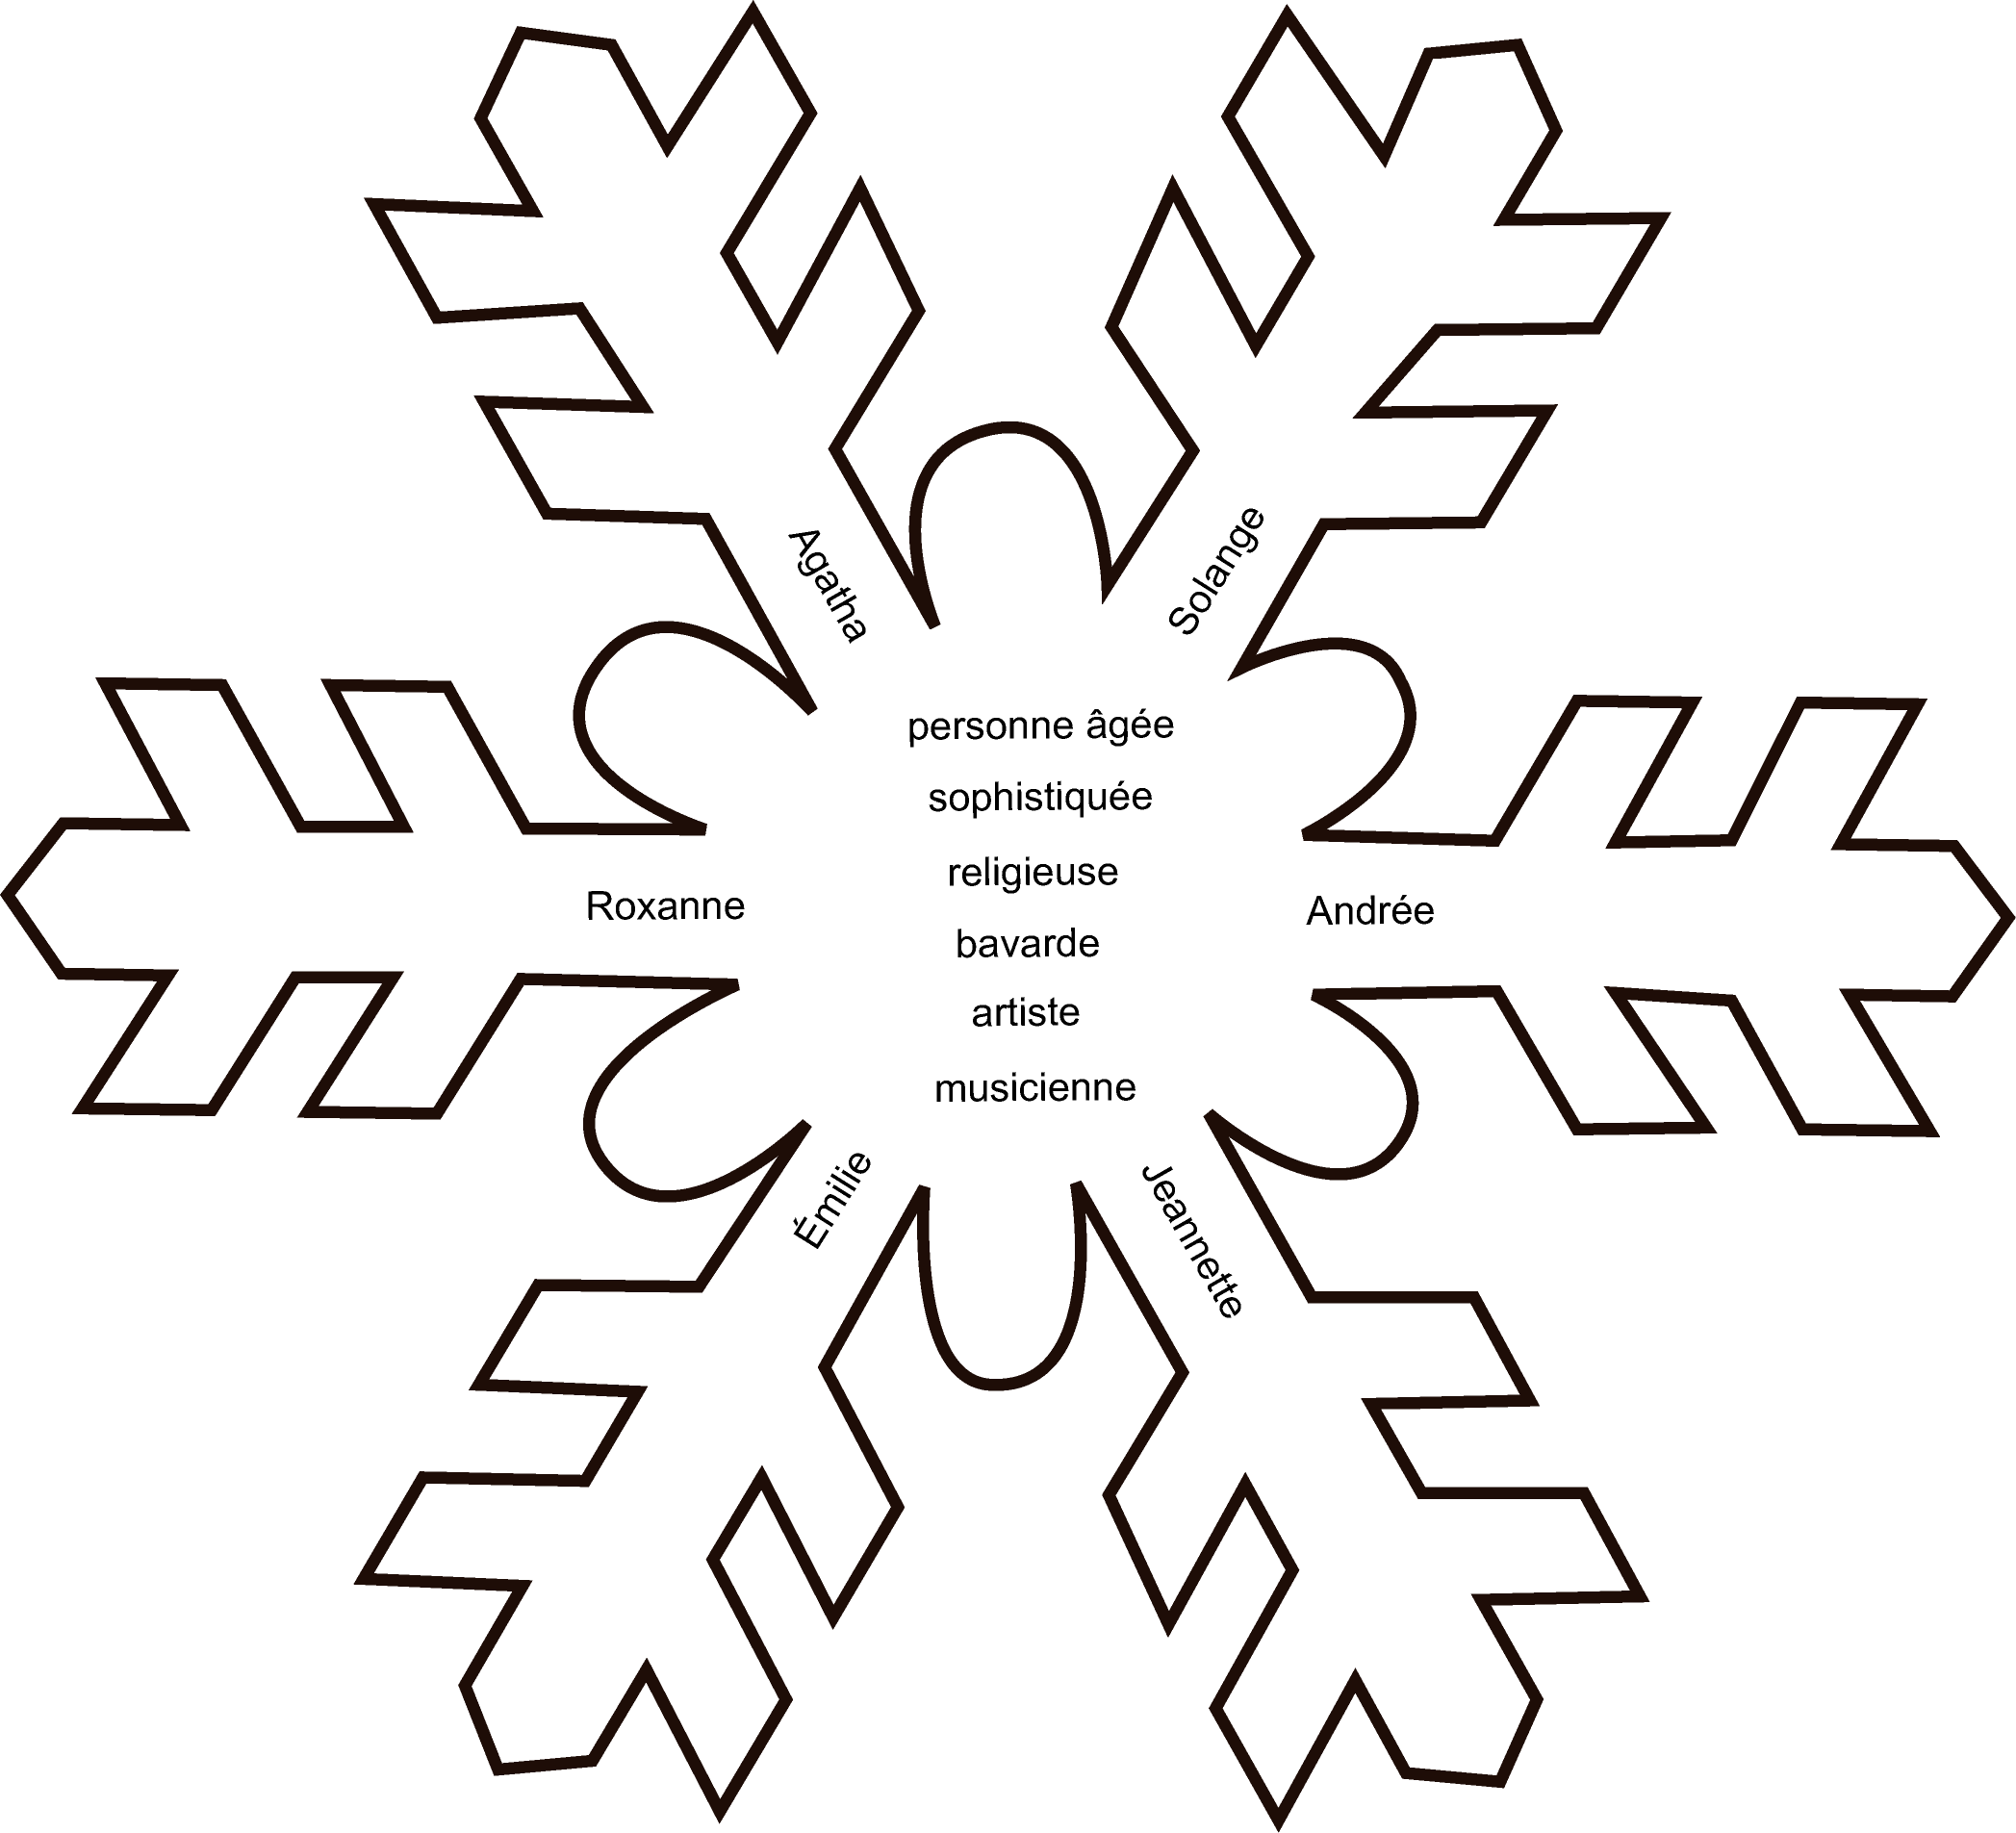 Agatha
Solange
personne âgée
sophistiquée
religieuse
Roxanne
Andrée
bavarde
artiste
musicienne
Émilie
Jeannette